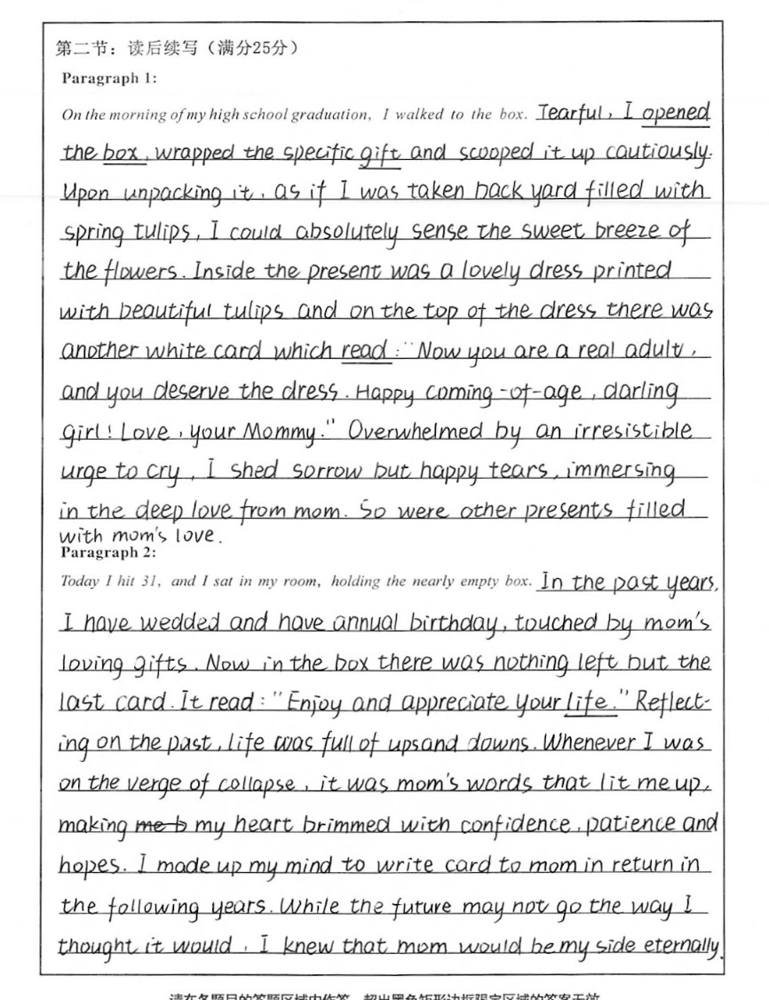 第二节：读后续写（满分25分）
Paragraph 1:
On the morning of my high school graduation, I walked to the box. Tearful, I opened
the box, wrapped the specific gift and scooped it up cautiously.
Upon unpacking it, as if I was taken back yard filled with
spring tulips, I could absolutely sense the sweet breeze of
the flowers. Inside the present was a lovely dress printed
with beautiful tulips and on the top of the dress there was
another white card which read: "Now you are a real adult,
and you deserve the dress. Happy coming-of-age, darling
girl! Love, your Mommy." Overwhelmed by an irresistible
urge to cry, I shed sorrow but happy tears, immersing
in the deep love from mom. So were other presents filled
with mom's love.
Paragraph 2:
Today I hit 31, and I sat in my room, holding the nearly empty box. In the past years,
I have wedded and have annual birthday, touched by mom's
loving gifts. Now in the box there was nothing left but the
last card. It read: "Enjoy and appreciate your life." Reflect-
ing on the past, life was full of ups and downs. Whenever I was
on the verge of collapse, it was mom's words that lit me up,
making me b my heart brimmed with confidence, patience and
hopes. I made up my mind to write card to mom in return in
the following years. While the future may not go the way I
thought it would, I knew that mom would be my side eternally.
请在各题目的答题区域内作答，超出黑色矩形边框限定区域的答案无效